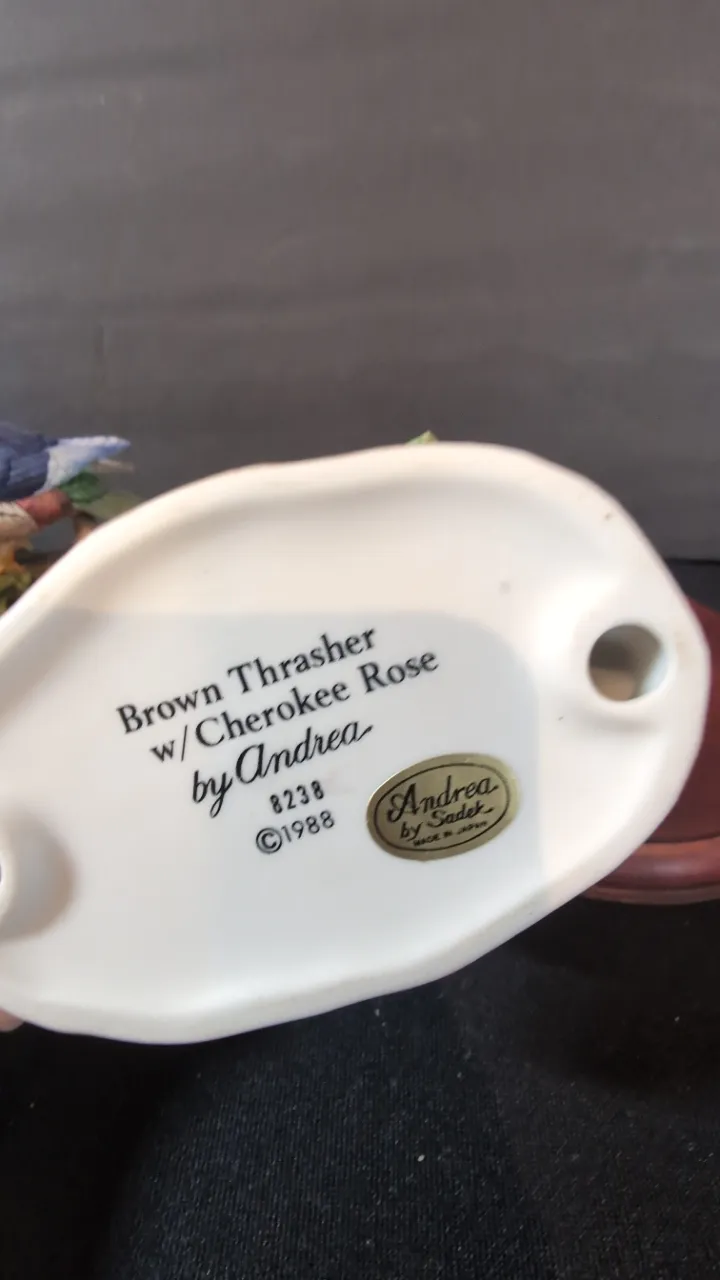 Brown Thrasher
w/Cherokee Rose
by Andrea
8238
©1988
Andrea
by Sadek
MADE IN JAPAN